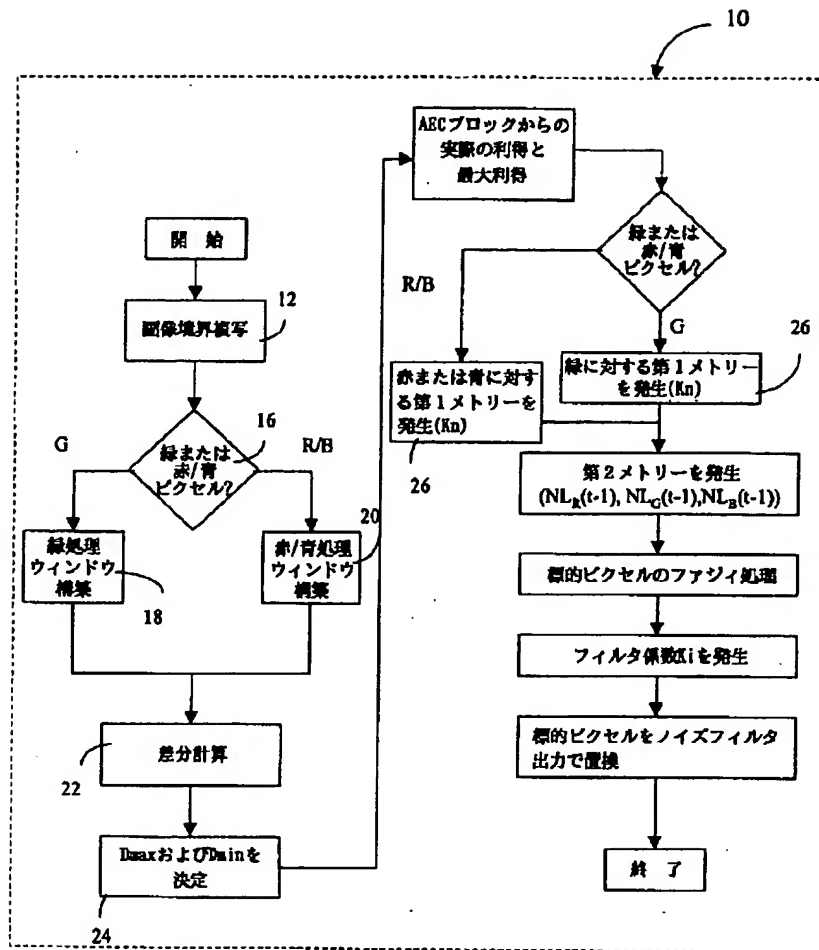 10
開 始
画像境界複写
12
緑または
赤/青
ピクセル?
16
G
R/B
緑処理
ウィンドウ
構築
18
赤/青処理
ウィンドウ
構築
20
差分計算
22
DmaxおよびDminを
決定
24
AECブロックからの
実際の利得と
最大利得
緑または
赤/青
ピクセル?
R/B
G
赤または青に対す
る第1メトリーを
発生(Kn)
26
緑に対する第1メトリー
を発生(Kn)
26
第2メトリーを発生
(NL_R(t-1), NL_G(t-1),NL_B(t-1))
標的ピクセルのファジィ処理
フィルタ係数Kiを発生
標的ピクセルをノイズフィルタ
出力で置換
終 了